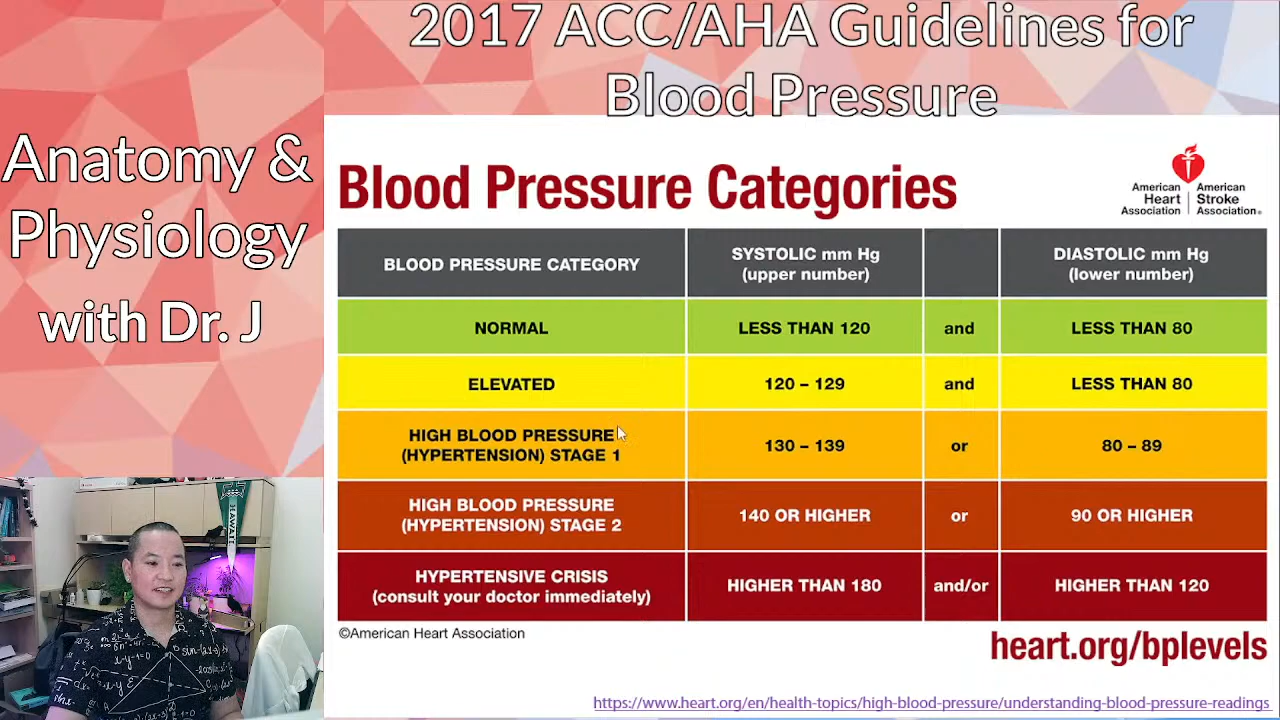 2017 ACC/AHA Guidelines for
Blood Pressure
Anatomy &
Physiology
with Dr. J
Blood Pressure Categories
American
Heart
Association
American
Stroke
Association®
BLOOD PRESSURE CATEGORY
SYSTOLIC mm Hg
(upper number)
DIASTOLIC mm Hg
(lower number)
NORMAL
LESS THAN 120
and
LESS THAN 80
ELEVATED
120 – 129
and
LESS THAN 80
HIGH BLOOD PRESSURE
(HYPERTENSION) STAGE 1
130 – 139
or
80 – 89
HIGH BLOOD PRESSURE
(HYPERTENSION) STAGE 2
140 OR HIGHER
or
90 OR HIGHER
HYPERTENSIVE CRISIS
(consult your doctor immediately)
HIGHER THAN 180
and/or
HIGHER THAN 120
©American Heart Association
heart.org/bplevels
https://www.heart.org/en/health-topics/high-blood-pressure/understanding-blood-pressure-readings
HAWAII
x-y-1=0